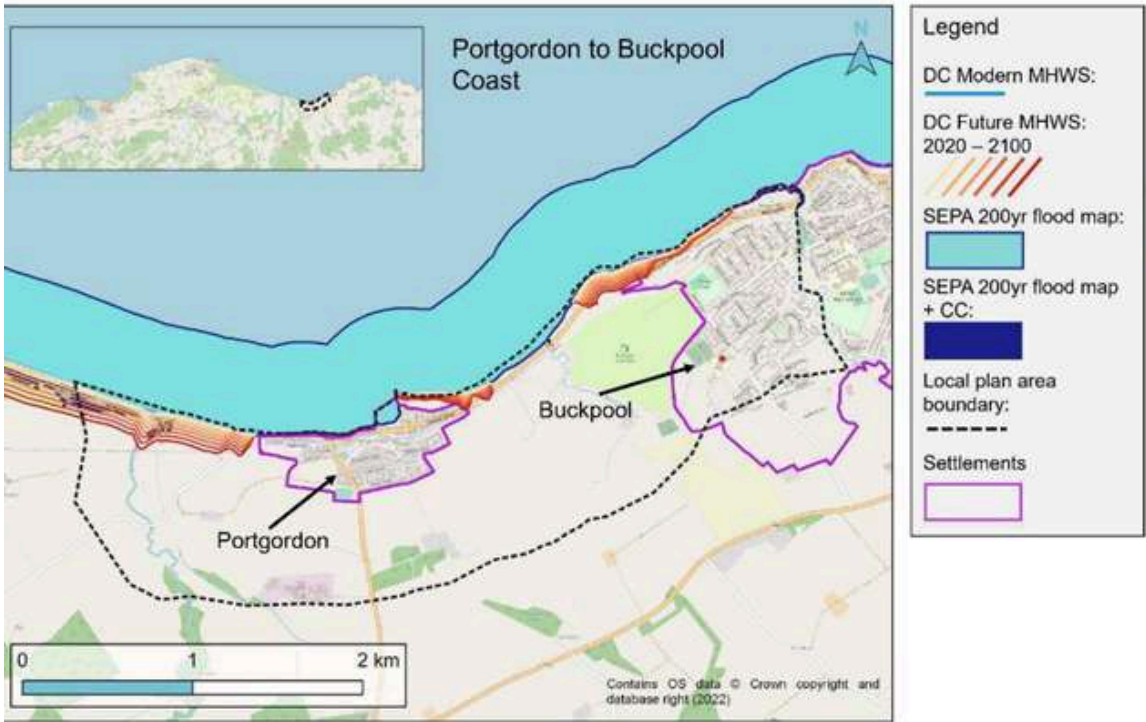 Portgordon to Buckpool
Coast
N
Buckpool
Portgordon
0 1 2 km
Contains OS data © Crown copyright and
database right (2022)
Legend
DC Modern MHWS:
DC Future MHWS:
2020 – 2100
SEPA 200yr flood map:
SEPA 200yr flood map
+ CC:
Local plan area
boundary:
Settlements